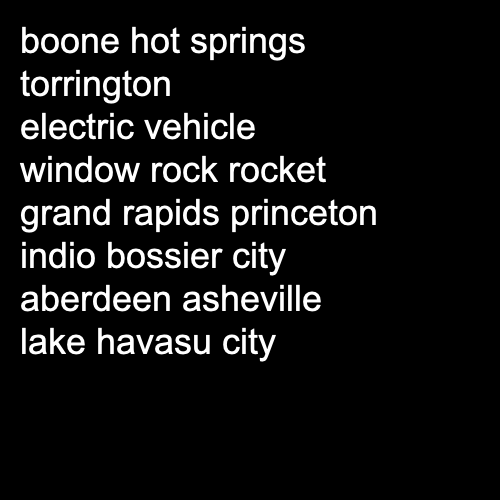 boone hot springs
torrington
electric vehicle
window rock rocket
grand rapids princeton
indio bossier city
aberdeen asheville
lake havasu city